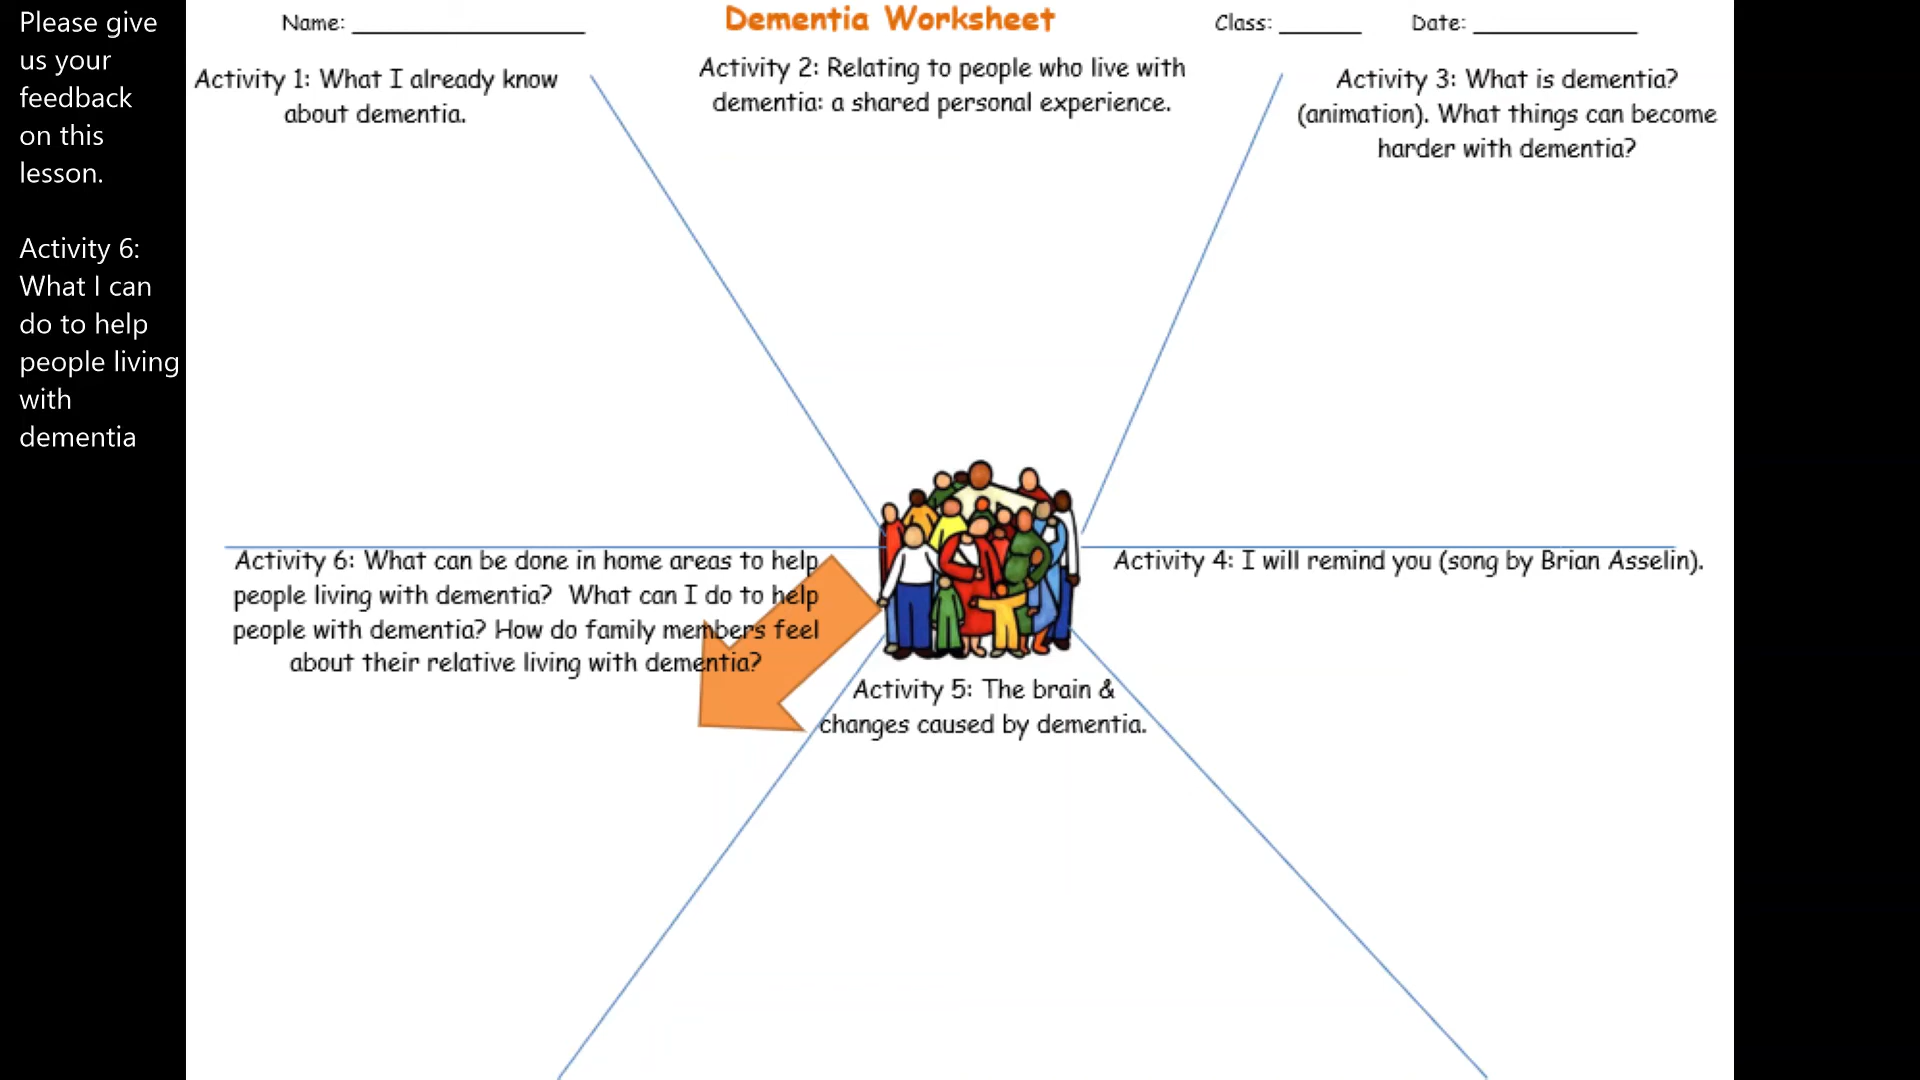 Please give
us your
feedback
on this
lesson.
Activity 6:
What I can
do to help
people living
with
dementia
Name: _________________
Dementia Worksheet
Class: ______
Date: ____________
Activity 1: What I already know
about dementia.
Activity 2: Relating to people who live with
dementia: a shared personal experience.
Activity 3: What is dementia?
(animation). What things can become
harder with dementia?
Activity 6: What can be done in home areas to help
people living with dementia?  What can I do to help
people with dementia? How do family members feel
about their relative living with dementia?
Activity 4: I will remind you (song by Brian Asselin).
Activity 5: The brain &
changes caused by dementia.